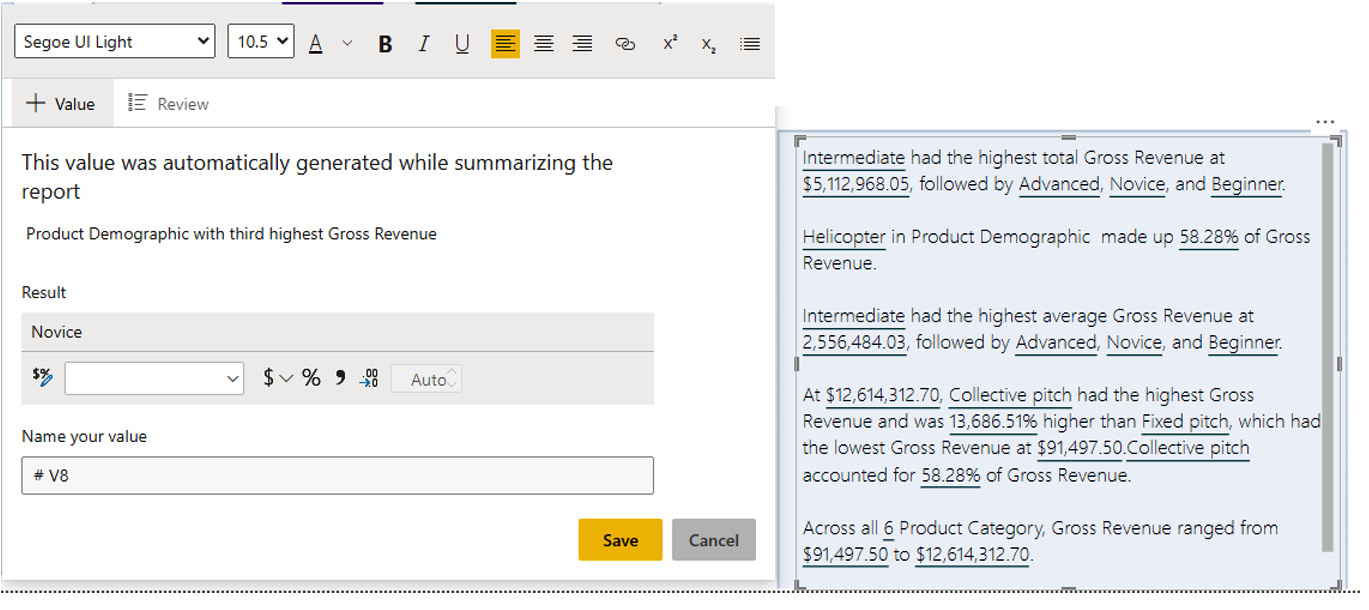 Segoe UI Light 10.5 A B I U x² x₂
+ Value Review
This value was automatically generated while summarizing the
report
Product Demographic with third highest Gross Revenue
Result
Novice
$% $ % , .00 →0 Auto
Name your value
# V8
Save Cancel
...
Intermediate had the highest total Gross Revenue at
$5,112,968.05, followed by Advanced, Novice, and Beginner.
Helicopter in Product Demographic made up 58.28% of Gross
Revenue.
Intermediate had the highest average Gross Revenue at
2,556,484.03, followed by Advanced, Novice, and Beginner.
At $12,614,312.70, Collective pitch had the highest Gross
Revenue and was 13,686.51% higher than Fixed pitch, which had
the lowest Gross Revenue at $91,497.50.Collective pitch
accounted for 58.28% of Gross Revenue.
Across all 6 Product Category, Gross Revenue ranged from
$91,497.50 to $12,614,312.70.